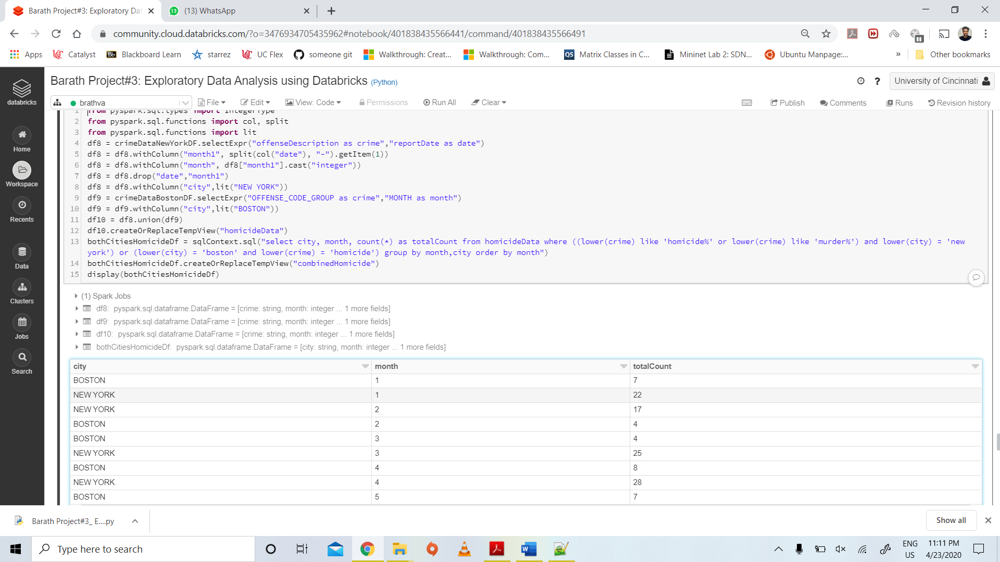 Barath Project#3: Exploratory Dat
(13) WhatsApp
community.cloud.databricks.com/?o=3476934705435962#notebook/401838435566441/command/401838435566491
Apps
Catalyst
Blackboard Learn
starrez
UC Flex
someone git
Walkthrough: Creat...
Walkthrough: Com...
Matrix Classes in C...
Mininet Lab 2: SDN...
Ubuntu Manpage:...
Other bookmarks
Barath Project#3: Exploratory Data Analysis using Databricks (Python)
University of Cincinnati
databricks
brathva
File
Edit
View: Code
Permissions
Run All
Clear
Publish
Comments
Runs
Revision history
Home
Workspace
Recents
Data
Clusters
Jobs
Search
1 from pyspark.sql.types import IntegerType
2 from pyspark.sql.functions import col, split
3 from pyspark.sql.functions import lit
4 df8 = crimeDataNewYorkDF.selectExpr("offenseDescription as crime","reportDate as date")
5 df8 = df8.withColumn("month1", split(col("date"), "-").getItem(1))
6 df8 = df8.withColumn("month", df8["month1"].cast("integer"))
7 df8 = df8.drop("date","month1")
8 df8 = df8.withColumn("city",lit("NEW YORK"))
9 df9 = crimeDataBostonDF.selectExpr("OFFENSE_CODE_GROUP as crime","MONTH as month")
10 df9 = df9.withColumn("city",lit("BOSTON"))
11 df10 = df8.union(df9)
12 df10.createOrReplaceTempView("homicideData")
13 bothCitiesHomicideDf = sqlContext.sql("select city, month, count(*) as totalCount from homicideData where ((lower(crime) like 'homicide%' or lower(crime) like 'murder%') and lower(city) = 'new
york') or (lower(city) = 'boston' and lower(crime) = 'homicide') group by month,city order by month")
14 bothCitiesHomicideDf.createOrReplaceTempView("combinedHomicide")
15 display(bothCitiesHomicideDf)
(1) Spark Jobs
df8: pyspark.sql.dataframe.DataFrame = [crime: string, month: integer ... 1 more fields]
df9: pyspark.sql.dataframe.DataFrame = [crime: string, month: integer ... 1 more fields]
df10: pyspark.sql.dataframe.DataFrame = [crime: string, month: integer ... 1 more fields]
bothCitiesHomicideDf: pyspark.sql.dataframe.DataFrame = [city: string, month: integer ... 1 more fields]
city month totalCount
BOSTON 1 7
NEW YORK 1 22
NEW YORK 2 17
BOSTON 2 4
BOSTON 3 4
NEW YORK 3 25
BOSTON 4 8
NEW YORK 4 28
BOSTON 5 7
Barath Project#3_ E....py
Show all
Type here to search
ENG
US
11:11 PM
4/23/2020